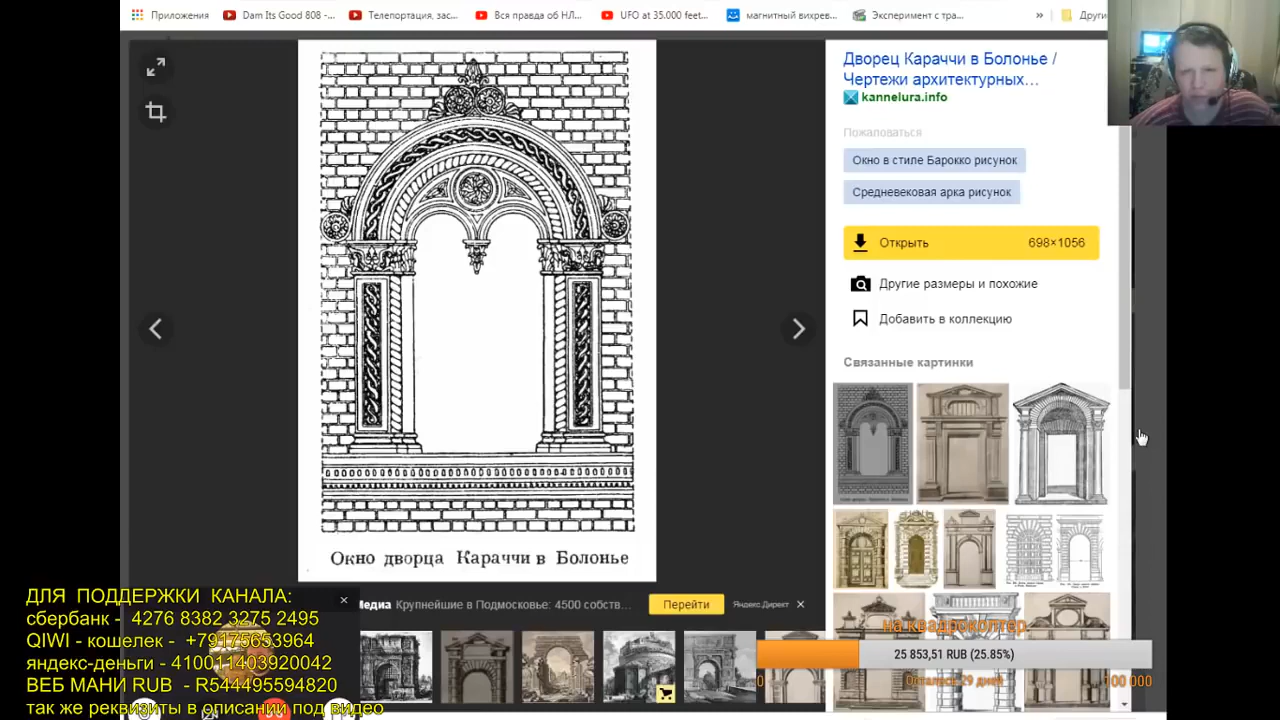 Приложения
Dam Its Good 808 -...
Телепортация, зас...
Вся правда об НЛ...
UFO at 35.000 feet...
магнитный вихрев...
Эксперимент с тра...
»
Дворец Караччи в Болонье /
Чертежи архитектурных...
kannelura.info
Пожаловаться
Окно в стиле Барокко рисунок
Средневековая арка рисунок
Открыть 698×1056
Другие размеры и похожие
Добавить в коллекцию
Связанные картинки
Окно дворца Караччи в Болонье
Крупнейшие в Подмосковье: 4500 собств...
Перейти
Яндекс.Директ
ДЛЯ ПОДДЕРЖКИ КАНАЛА:
сбербанк - 4276 8382 3275 2495
QIWI - кошелек - +79175653964
яндекс-деньги - 410011403920042
ВЕБ МАНИ RUB - R544495594820
так же реквизиты в описании под видео
на квадрокоптер
25 853,51 RUB (25.85%)
0
Осталось 29 дней
100 000